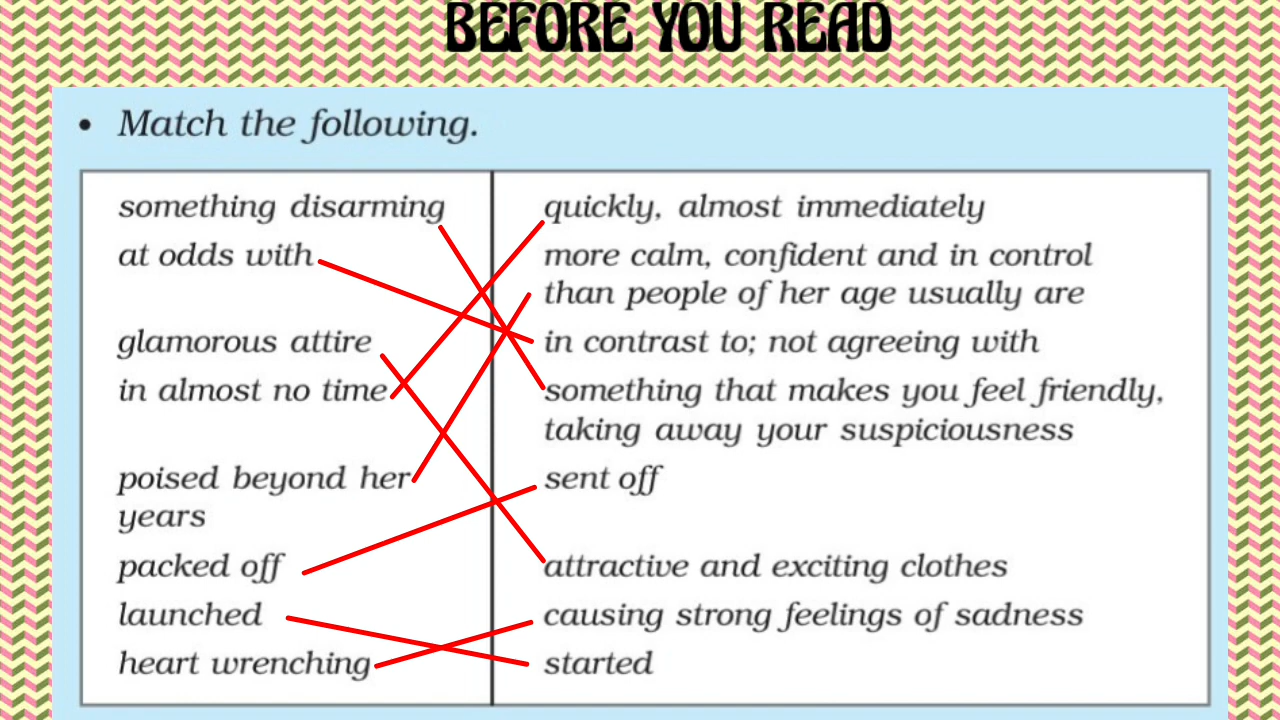 BEFORE YOU READ
• Match the following.
something disarming
at odds with
glamorous attire
in almost no time
poised beyond her
years
packed off
launched
heart wrenching
quickly, almost immediately
more calm, confident and in control
than people of her age usually are
in contrast to; not agreeing with
something that makes you feel friendly,
taking away your suspiciousness
sent off
attractive and exciting clothes
causing strong feelings of sadness
started